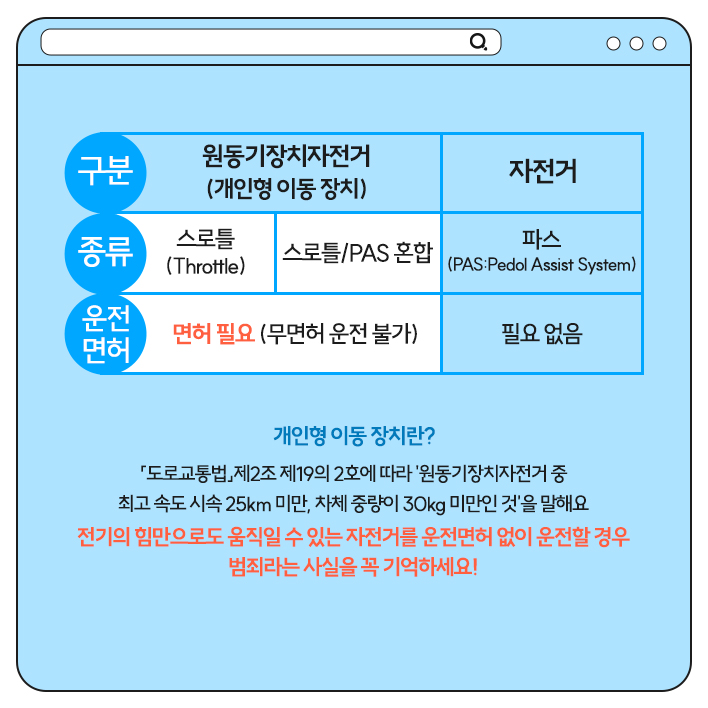 구분
원동기장치자전거
(개인형 이동 장치)
자전거
종류
스로틀
(Throttle)
스로틀/PAS 혼합
파스
(PAS:Pedol Assist System)
운전
면허
면허 필요 (무면허 운전 불가)
필요 없음
개인형 이동 장치란?
「도로교통법」제2조 제19의 2호에 따라 '원동기장치자전거 중
최고 속도 시속 25km 미만, 차체 중량이 30kg 미만인 것'을 말해요
전기의 힘만으로도 움직일 수 있는 자전거를 운전면허 없이 운전할 경우
범죄라는 사실을 꼭 기억하세요!